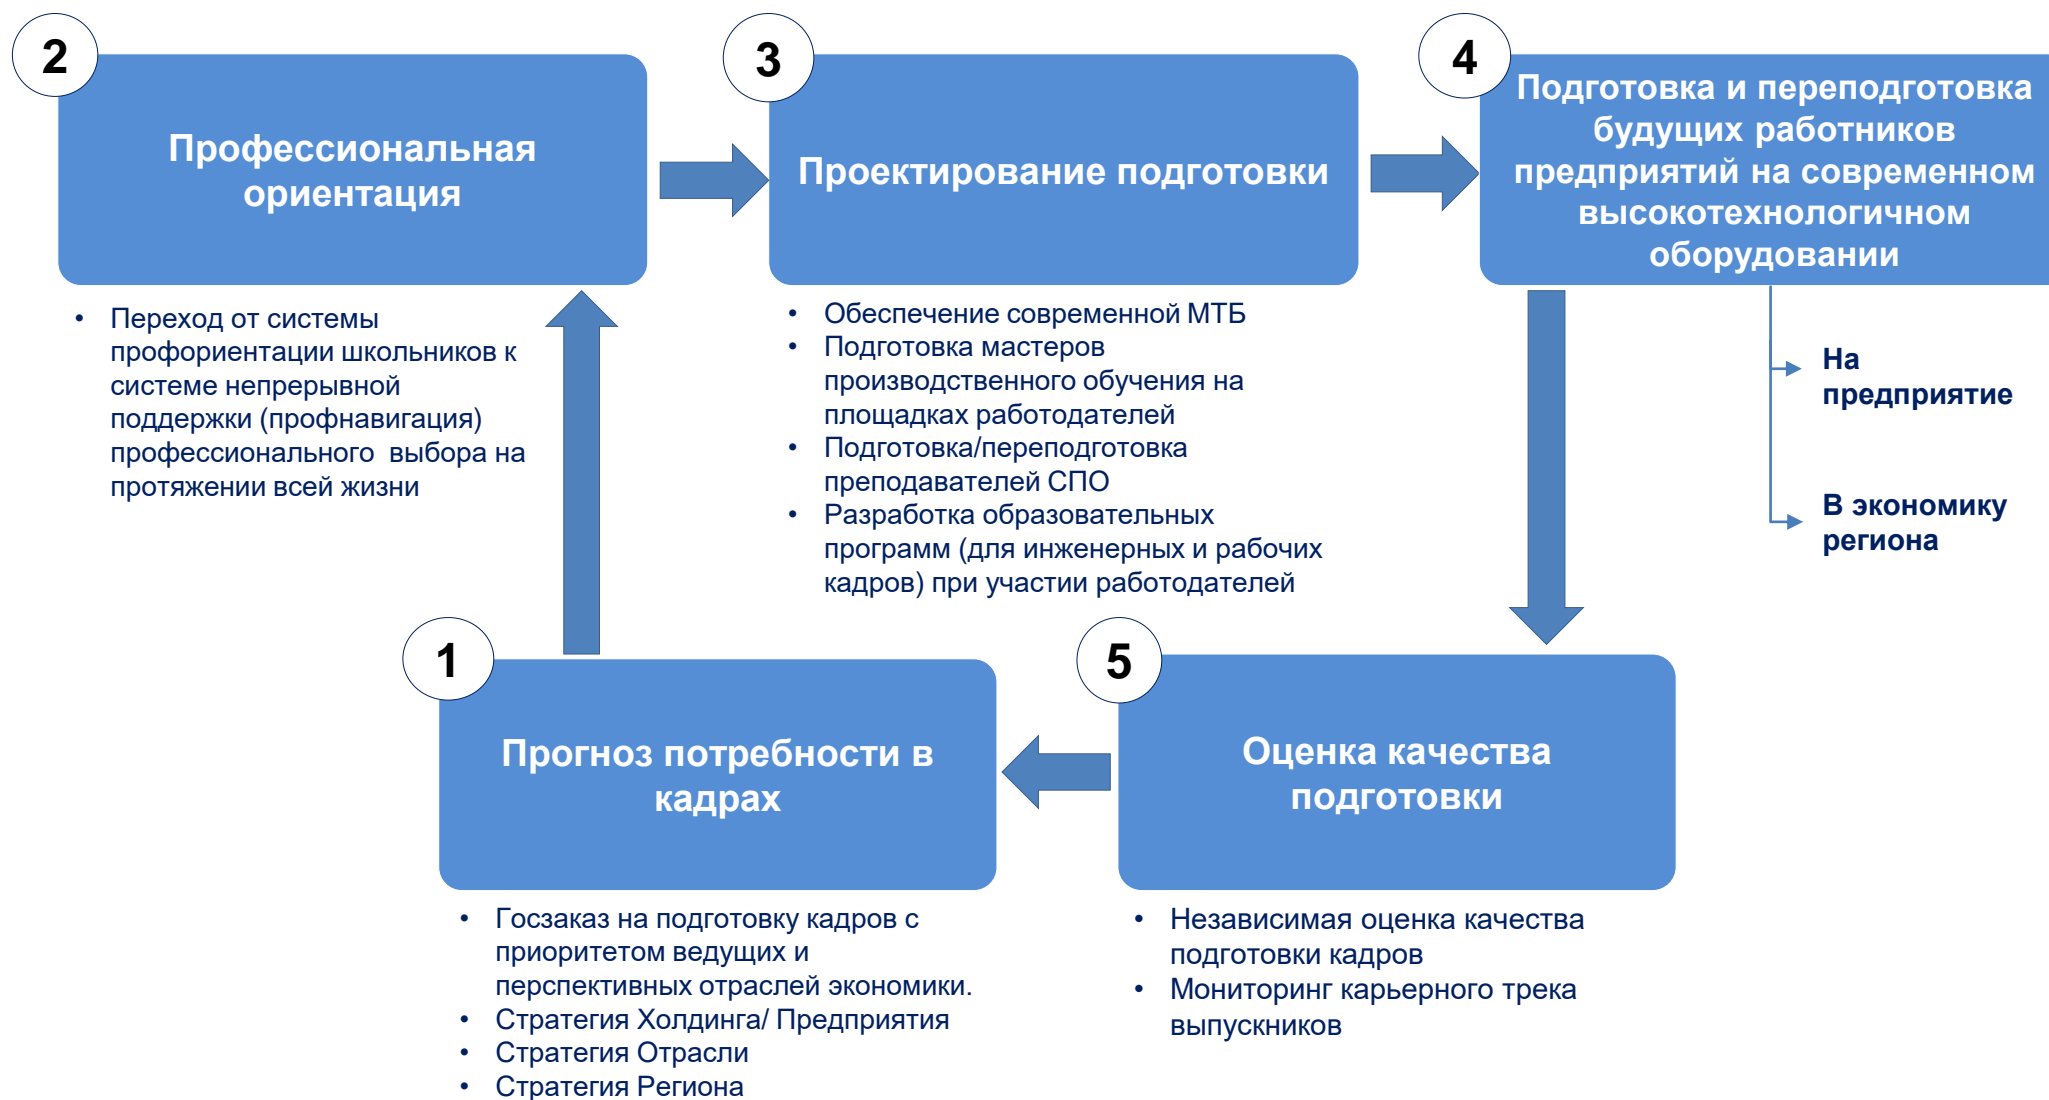 2
Профессиональная
ориентация
• Переход от системы
профориентации школьников к
системе непрерывной
поддержки (профнавигация)
профессионального выбора на
протяжении всей жизни
3
Проектирование подготовки
• Обеспечение современной МТБ
• Подготовка мастеров
производственного обучения на
площадках работодателей
• Подготовка/переподготовка
преподавателей СПО
• Разработка образовательных
программ (для инженерных и рабочих
кадров) при участии работодателей
4
Подготовка и переподготовка
будущих работников
предприятий на современном
высокотехнологичном
оборудовании
На
предприятие
В экономику
региона
1
Прогноз потребности в
кадрах
• Госзаказ на подготовку кадров с
приоритетом ведущих и
перспективных отраслей экономики.
• Стратегия Холдинга/ Предприятия
• Стратегия Отрасли
• Стратегия Региона
5
Оценка качества
подготовки
• Независимая оценка качества
подготовки кадров
• Мониторинг карьерного трека
выпускников